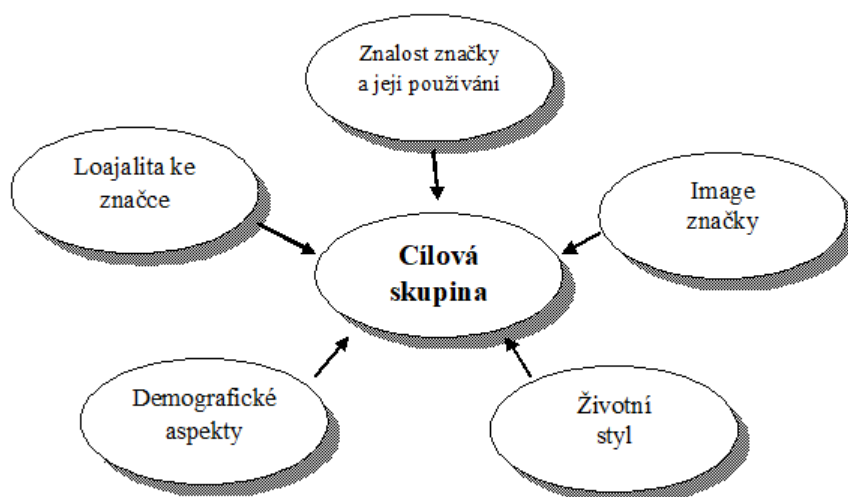 Znalost značky
a její používání
Loajalita ke
značce
Image
značky
Cílová
skupina
Demografické
aspekty
Životní
styl